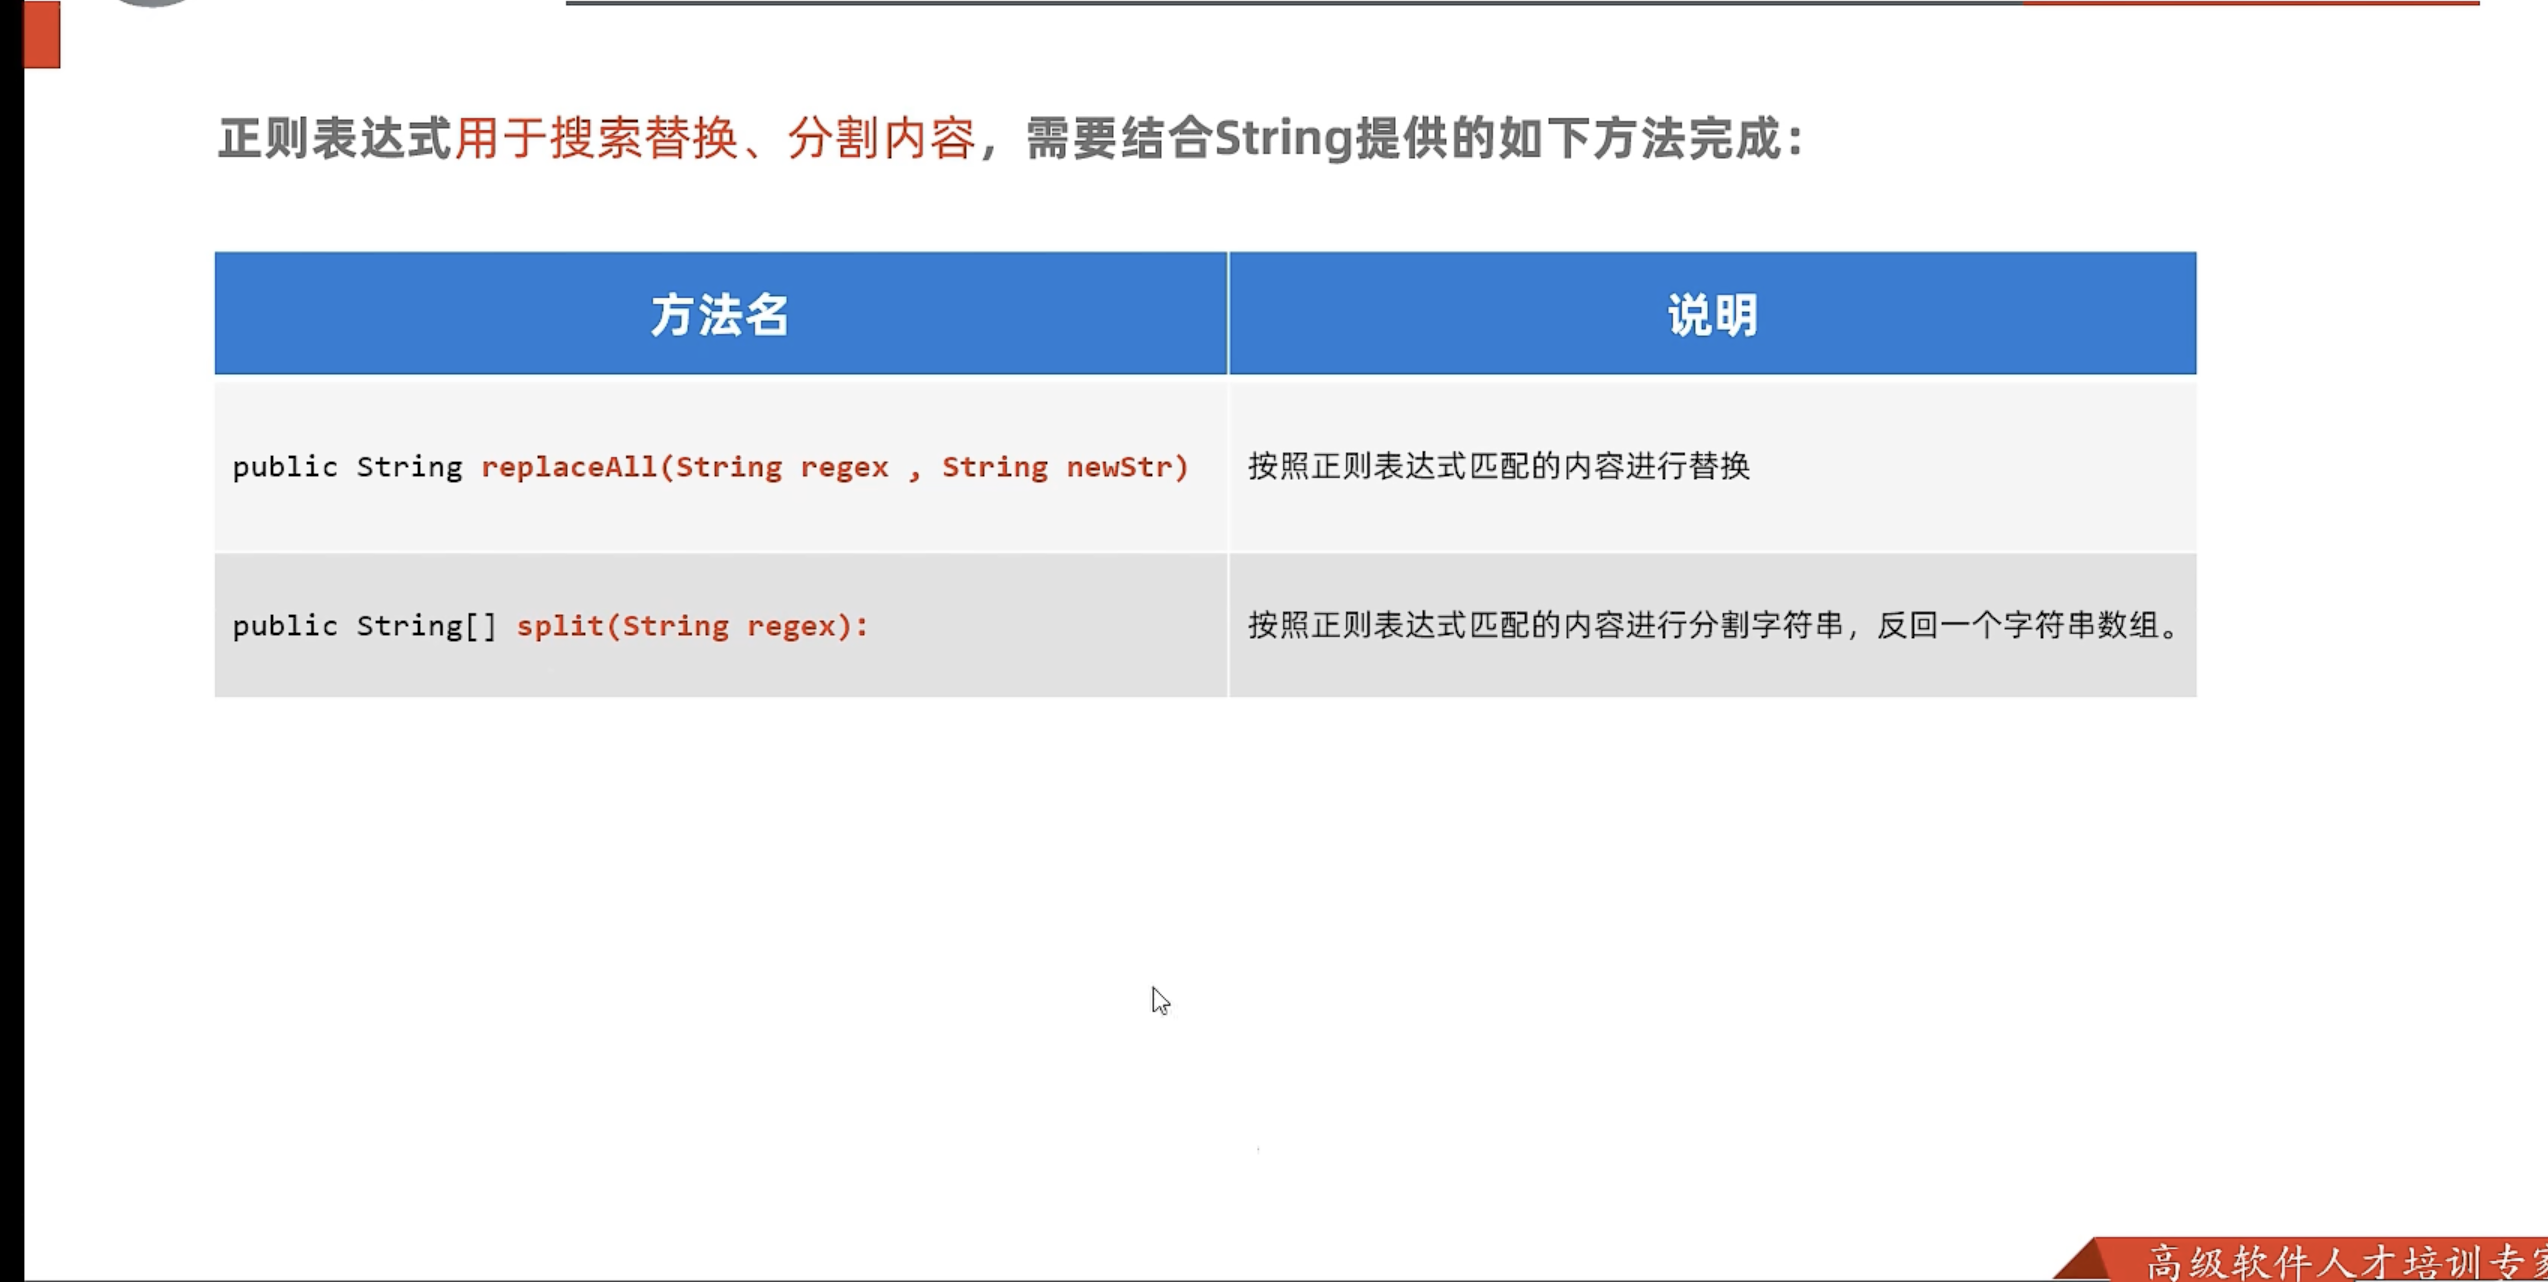 正则表达式用于搜索替换、分割内容，需要结合String提供的如下方法完成：
方法名
说明
public String replaceAll(String regex , String newStr)
按照正则表达式匹配的内容进行替换
public String[] split(String regex):
按照正则表达式匹配的内容进行分割字符串，反回一个字符串数组。
高级软件人才培训专